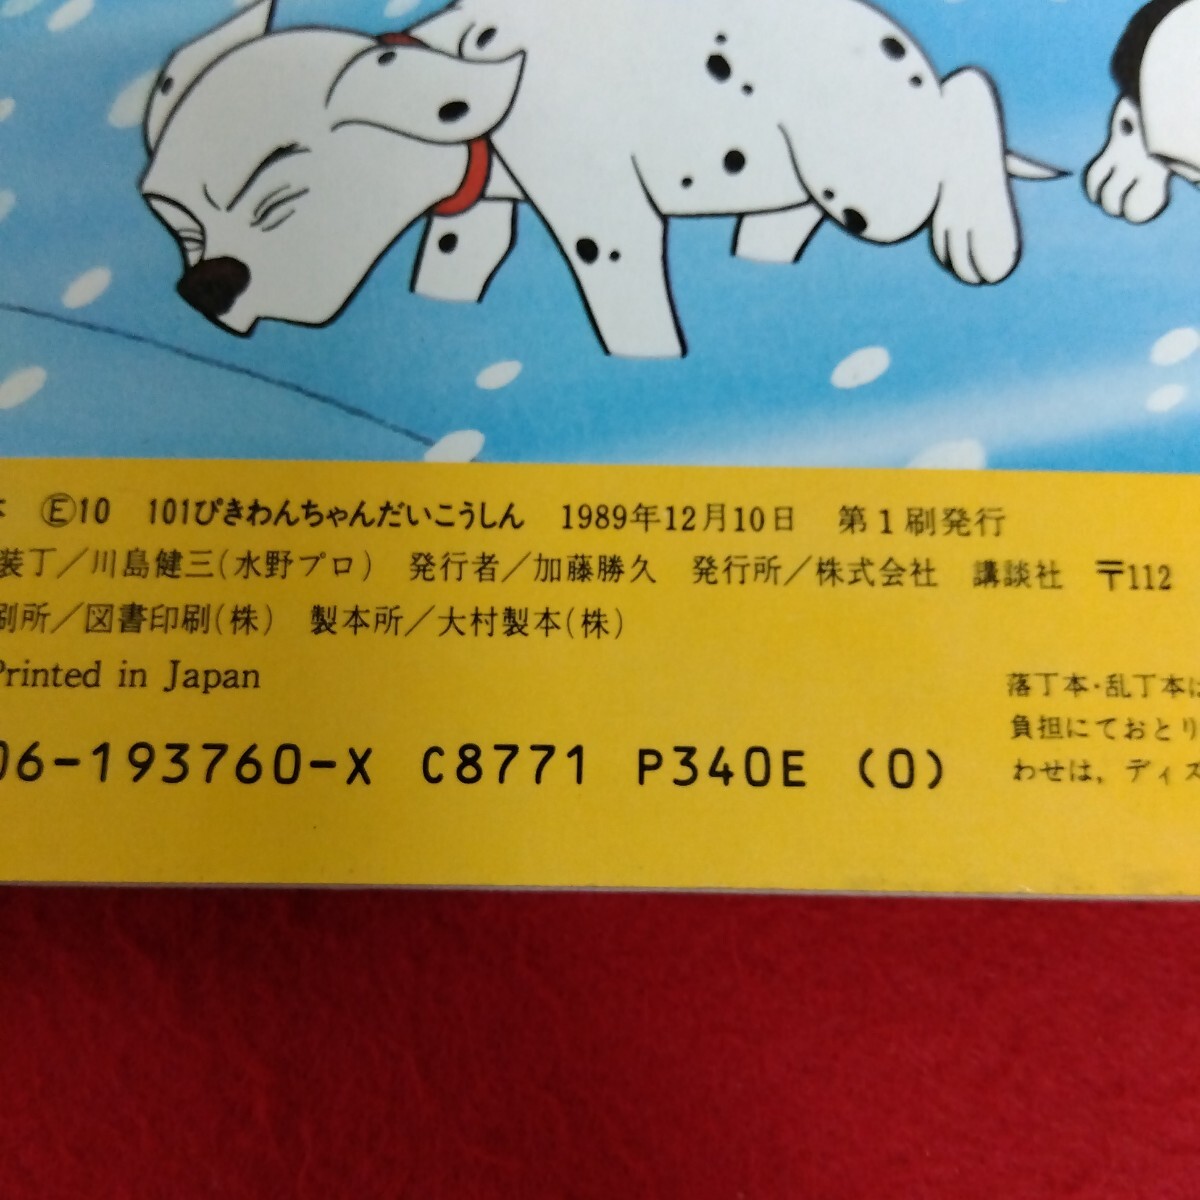 本 Ⓔ10 101ぴきわんちゃんだいこうしん 1989年12月10日 第1刷発行
装丁／川島健三(水野プロ) 発行者／加藤勝久 発行所／株式会社 講談社 〒112
刷所／図書印刷(株) 製本所／大村製本(株)
Printed in Japan
06-193760-X C8771 P340E (0)
落丁本・乱丁本は
負担にておとり
わせは，ディズ